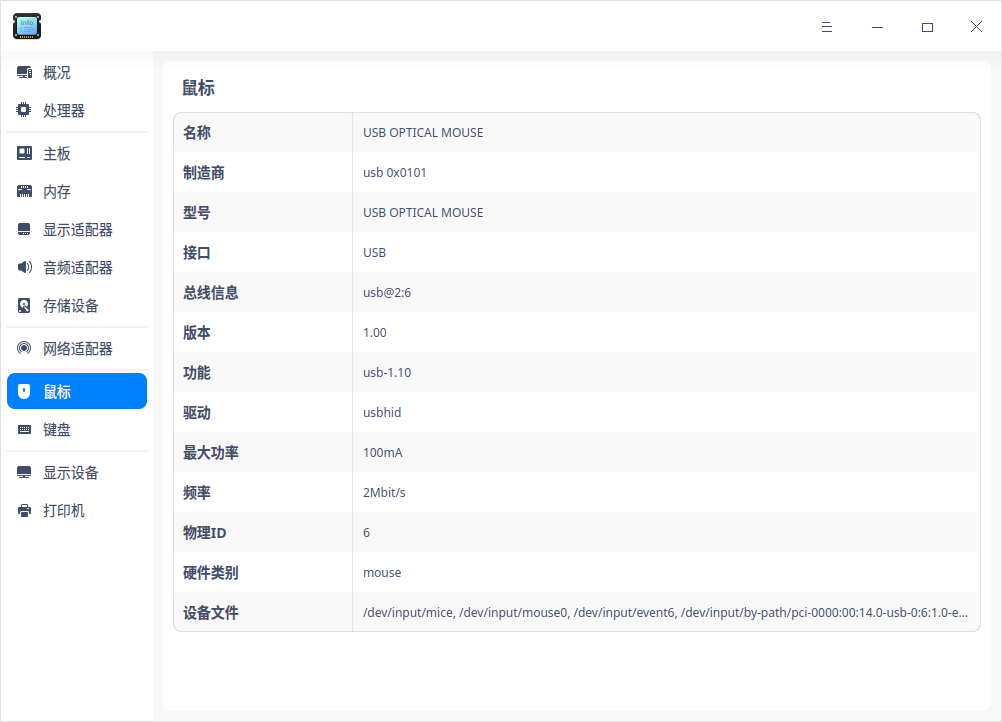 info
概况
处理器
主板
内存
显示适配器
音频适配器
存储设备
网络适配器
鼠标
键盘
显示设备
打印机
鼠标
名称 USB OPTICAL MOUSE
制造商 usb 0x0101
型号 USB OPTICAL MOUSE
接口 USB
总线信息 usb@2:6
版本 1.00
功能 usb-1.10
驱动 usbhid
最大功率 100mA
频率 2Mbit/s
物理ID 6
硬件类别 mouse
设备文件 /dev/input/mice, /dev/input/mouse0, /dev/input/event6, /dev/input/by-path/pci-0000:00:14.0-usb-0:6:1.0-e...